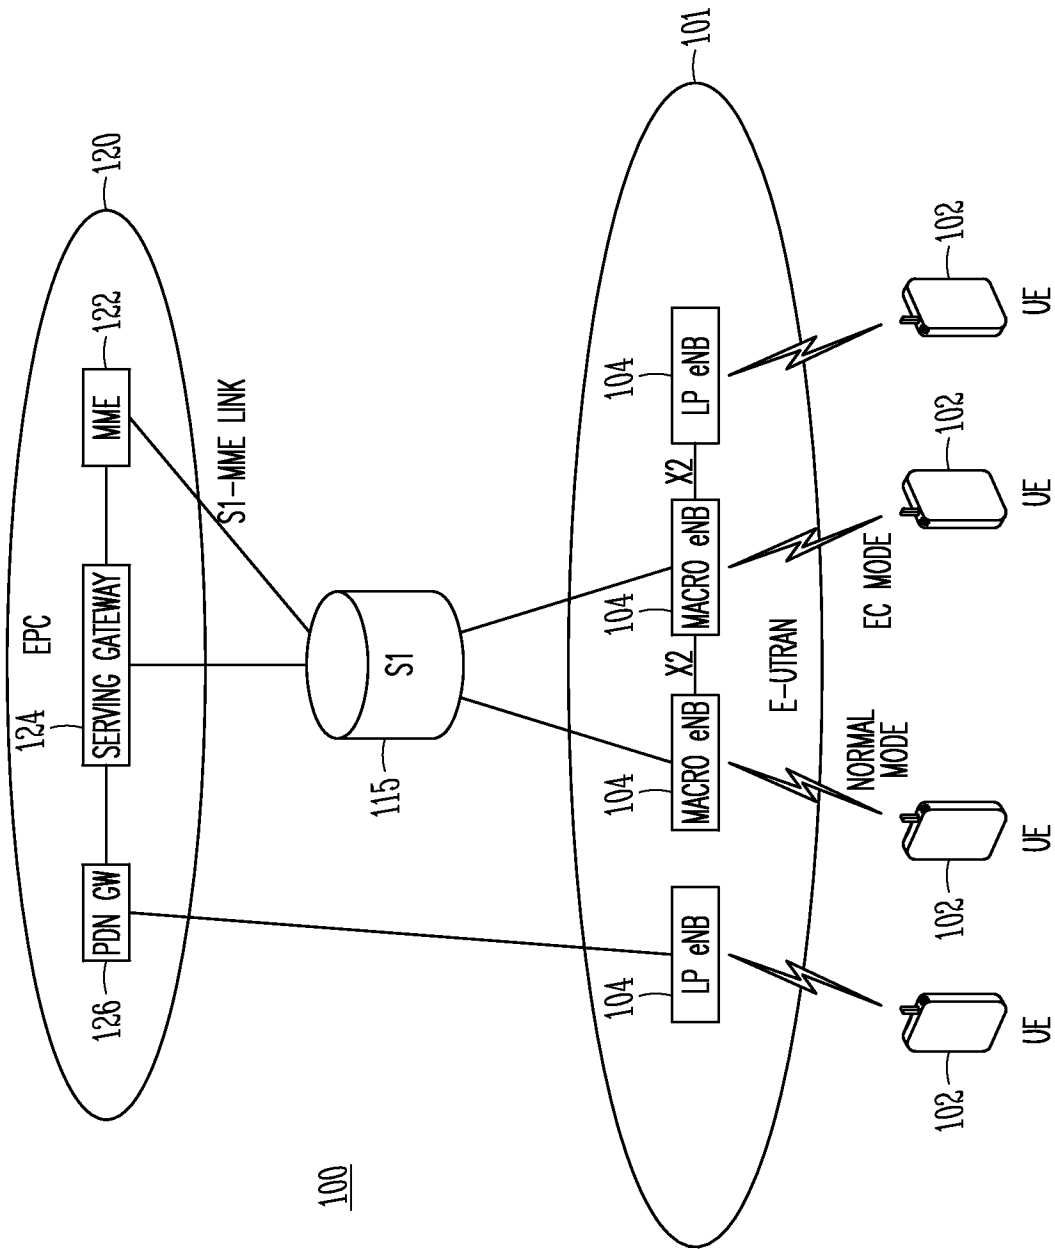 EPC
124
126
PDN GW
SERVING GATEWAY
MME
122
120
S1-MME LINK
100
115
S1
104
104
104
104
LP eNB
MACRO eNB
X2
MACRO eNB
X2
LP eNB
101
E-UTRAN
NORMAL
MODE
EC MODE
102
102
102
102
UE
UE
UE
UE